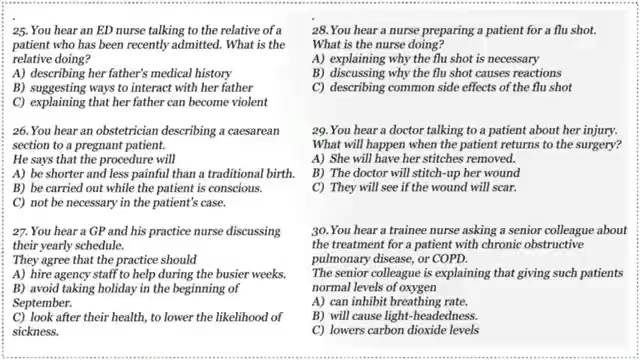 25. You hear an ED nurse talking to the relative of a
patient who has been recently admitted. What is the
relative doing?
A) describing her father's medical history
B) suggesting ways to interact with her father
C) explaining that her father can become violent
26. You hear an obstetrician describing a caesarean
section to a pregnant patient.
He says that the procedure will
A) be shorter and less painful than a traditional birth.
B) be carried out while the patient is conscious.
C) not be necessary in the patient's case.
27. You hear a GP and his practice nurse discussing
their yearly schedule.
They agree that the practice should
A) hire agency staff to help during the busier weeks.
B) avoid taking holiday in the beginning of
September.
C) look after their health, to lower the likelihood of
sickness.
28. You hear a nurse preparing a patient for a flu shot.
What is the nurse doing?
A) explaining why the flu shot is necessary
B) discussing why the flu shot causes reactions
C) describing common side effects of the flu shot
29. You hear a doctor talking to a patient about her injury.
What will happen when the patient returns to the surgery?
A) She will have her stitches removed.
B) The doctor will stitch-up her wound
C) They will see if the wound will scar.
30. You hear a trainee nurse asking a senior colleague about
the treatment for a patient with chronic obstructive
pulmonary disease, or COPD.
The senior colleague is explaining that giving such patients
normal levels of oxygen
A) can inhibit breathing rate.
B) will cause light-headedness.
C) lowers carbon dioxide levels